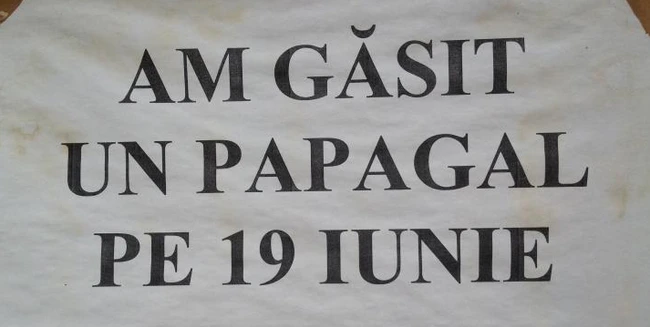 AM GĂSIT
UN PAPAGAL
PE 19 IUNIE